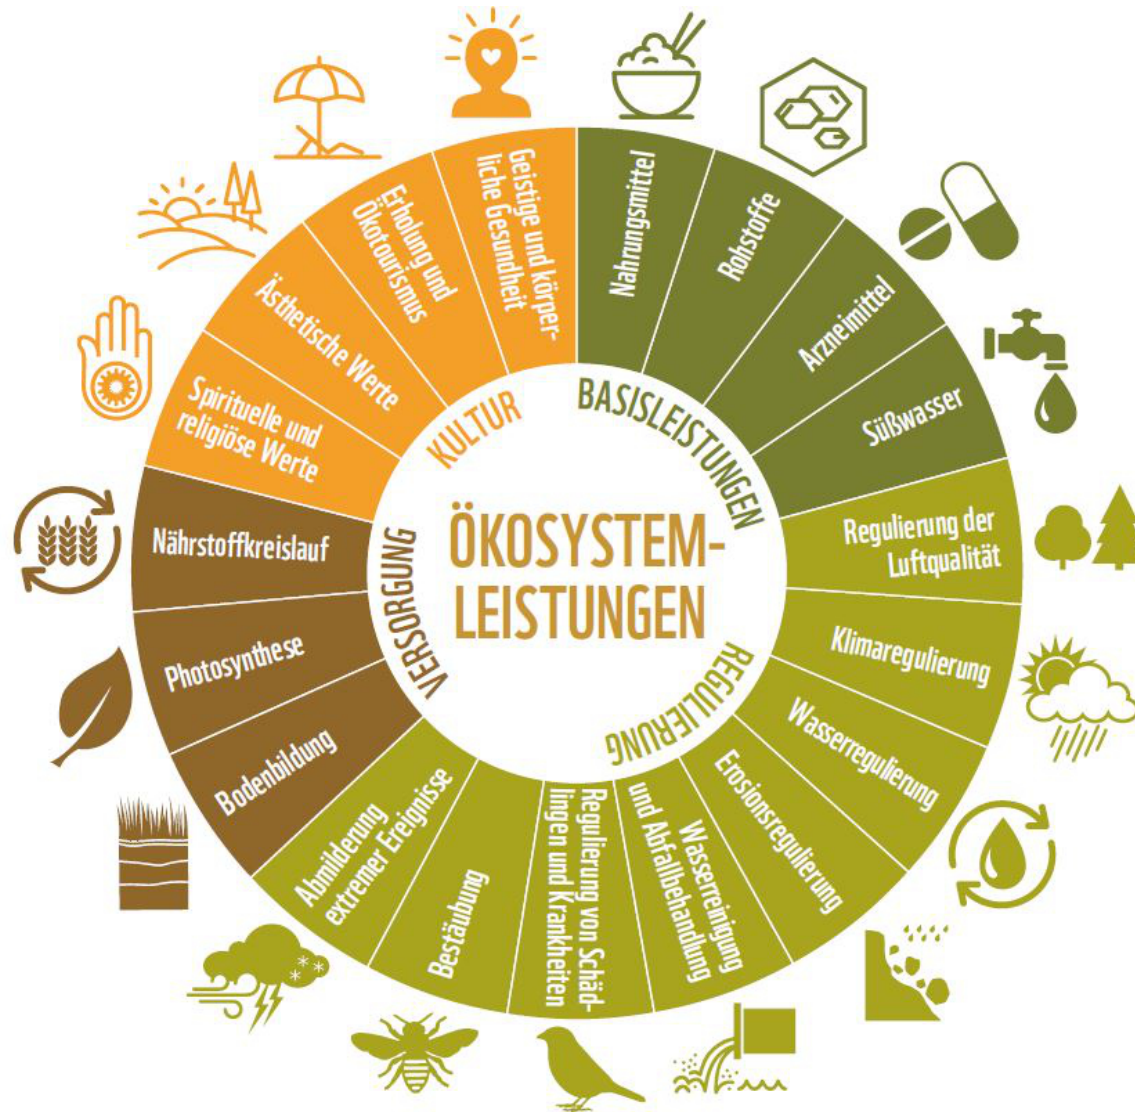 ÖKOSYSTEM-
LEISTUNGEN
BASISLEISTUNGEN
Nahrungsmittel
Rohstoffe
Arzneimittel
Süßwasser
REGULIERUNG
Regulierung der
Luftqualität
Klimaregulierung
Wasserregulierung
Erosionsregulierung
Wasserreinigung
und Abfallbehandlung
Regulierung von Schäd-
lingen und Krankheiten
Bestäubung
Abmilderung
extremer Ereignisse
VERSORGUNG
Bodenbildung
Photosynthese
Nährstoffkreislauf
KULTUR
Spirituelle und
religiöse Werte
Ästhetische Werte
Erholung und
Ökotourismus
Geistige und körper-
liche Gesundheit